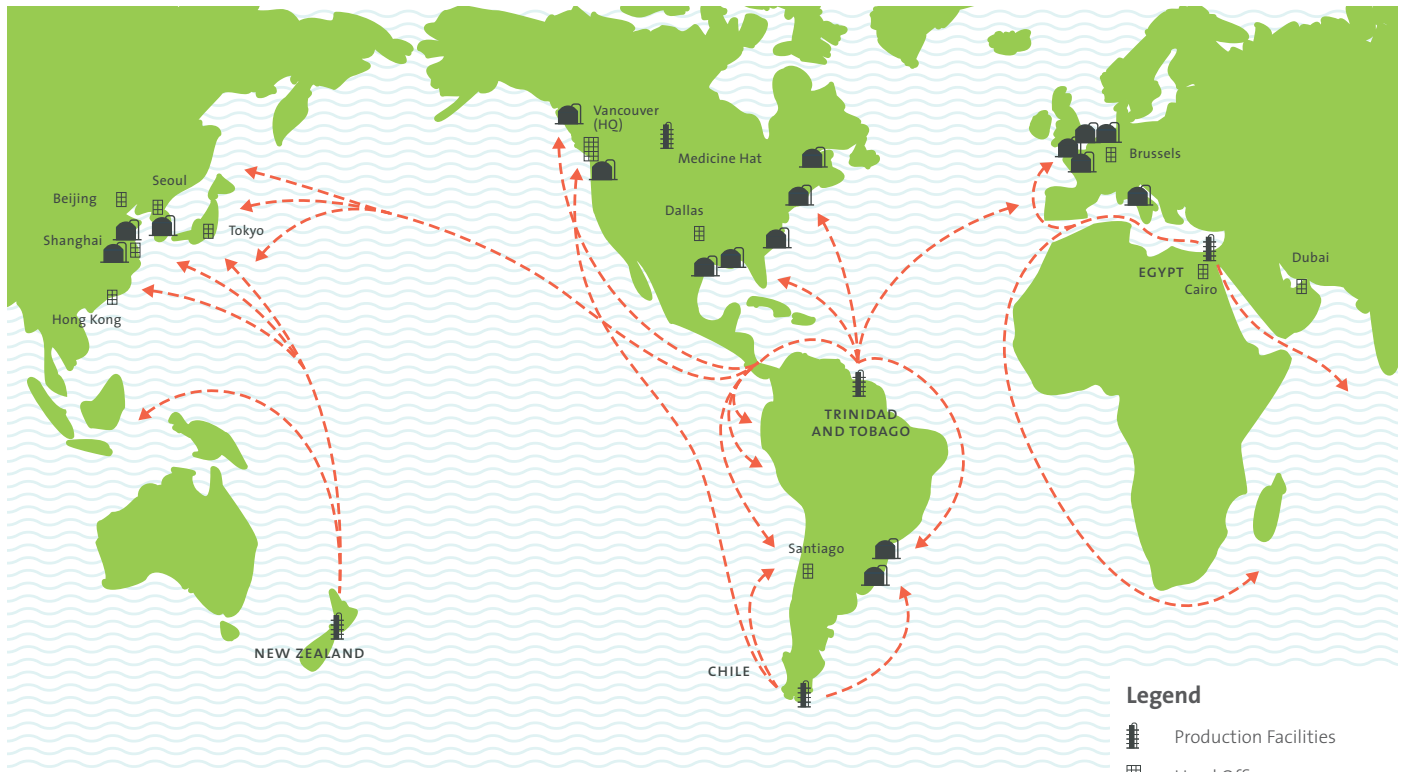 Vancouver
(HQ)
Medicine Hat
Seoul
Beijing
Brussels
Dallas
Tokyo
Shanghai
Dubai
EGYPT
Cairo
Hong Kong
TRINIDAD
AND TOBAGO
Santiago
NEW ZEALAND
CHILE
Legend
Production Facilities